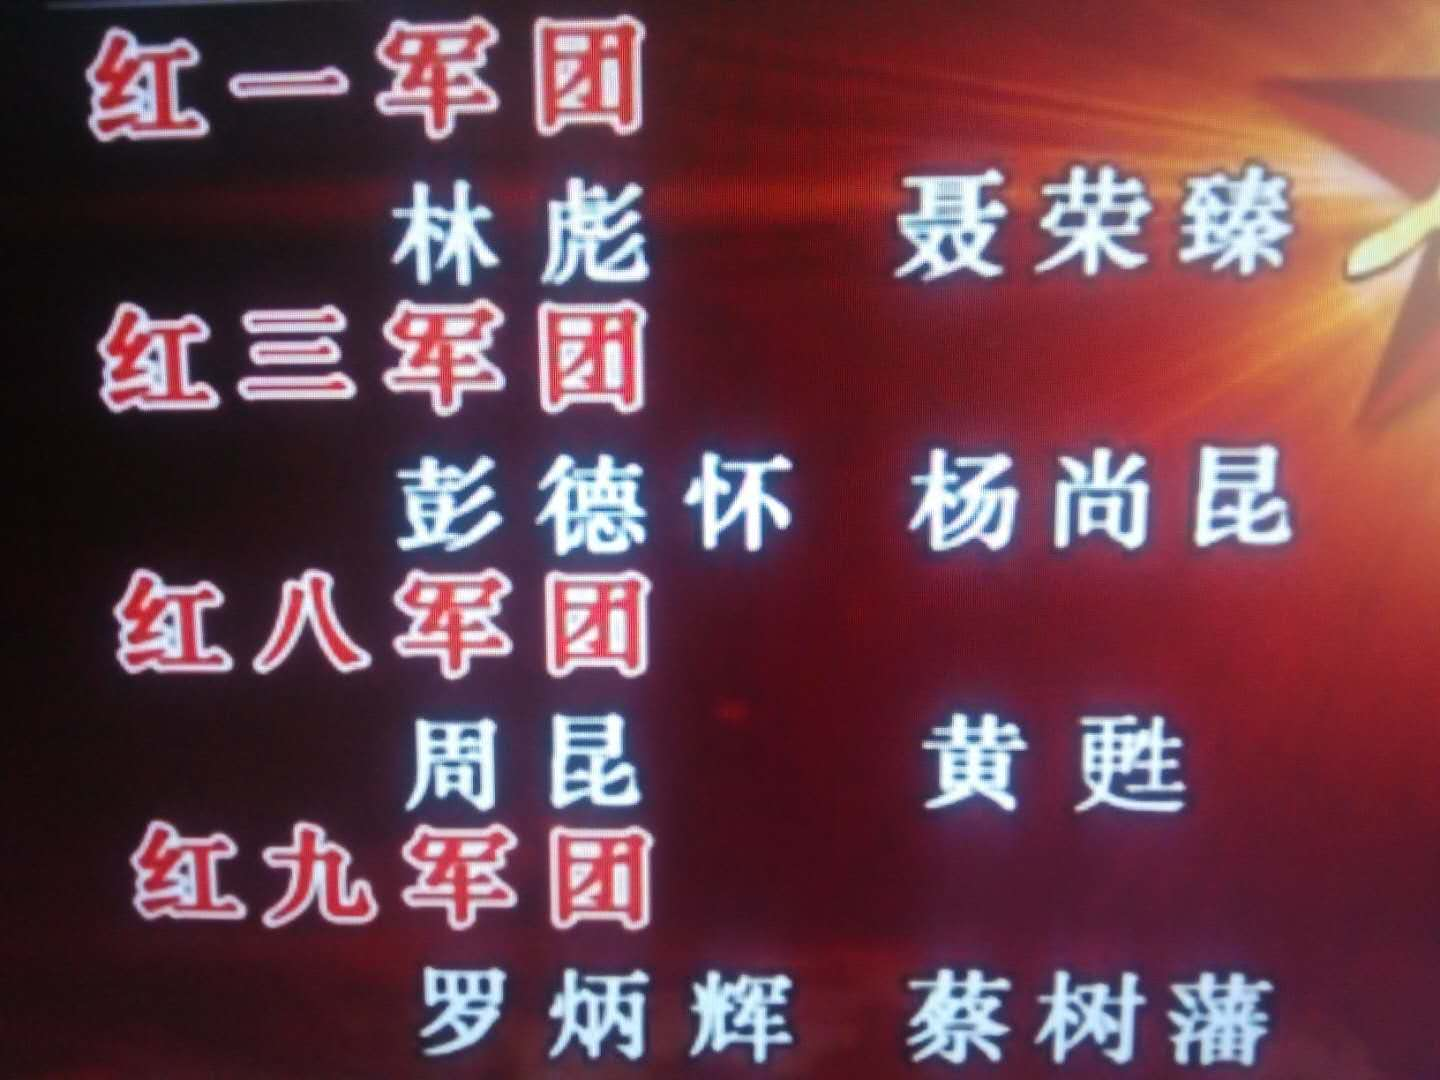 红一军团
林彪 聂荣臻
红三军团
彭德怀 杨尚昆
红八军团
周昆 黄甦
红九军团
罗炳辉 蔡树藩